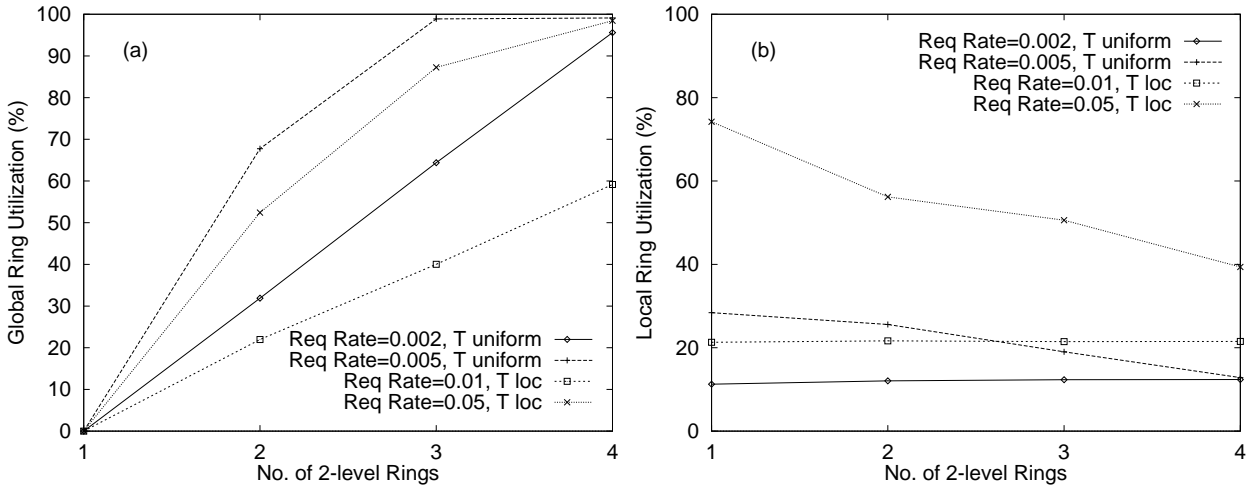 (a)
Global Ring Utilization (%)
100
90
80
70
60
50
40
30
20
10
0
Req Rate=0.002, T uniform
Req Rate=0.005, T uniform
Req Rate=0.01, T loc
Req Rate=0.05, T loc
1 2 3 4
No. of 2-level Rings
(b)
Local Ring Utilization (%)
100
80
60
40
20
0
Req Rate=0.002, T uniform
Req Rate=0.005, T uniform
Req Rate=0.01, T loc
Req Rate=0.05, T loc
1 2 3 4
No. of 2-level Rings